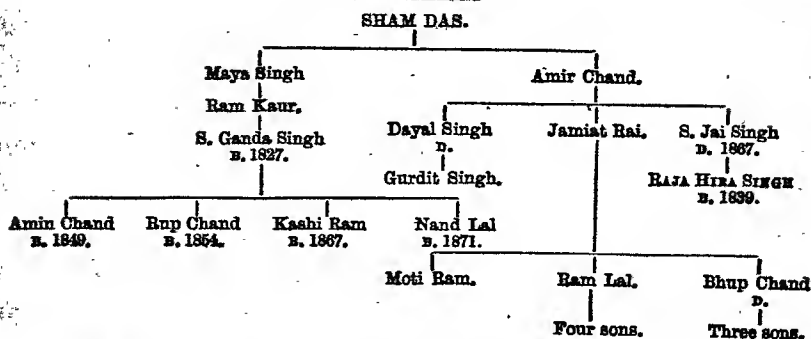 SHAM DAS.
Maya Singh
Amir Chand.
Ram Kaur.
S. Ganda Singh
B. 1827.
Dayal Singh
D.
Jamiat Rai.
S. Jai Singh
D. 1867.
Gurdit Singh.
RAJA HIRA SINGH
B. 1839.
Amin Chand
B. 1849.
Rup Chand
B. 1854.
Kashi Ram
B. 1867.
Nand Lal
B. 1871.
Moti Ram.
Ram Lal.
Bhup Chand
D.
Four sons.
Three sons.